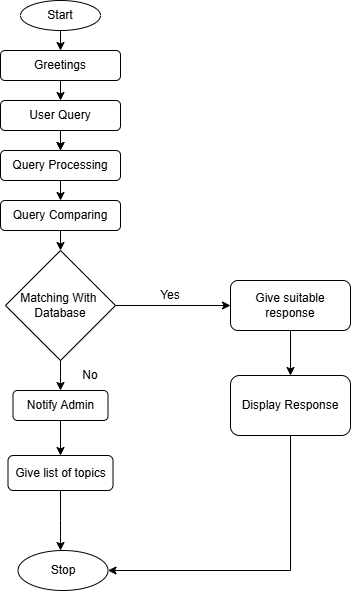 Start
Greetings
User Query
Query Processing
Query Comparing
Matching With
Database
Yes
Give suitable
response
No
Notify Admin
Display Response
Give list of topics
Stop